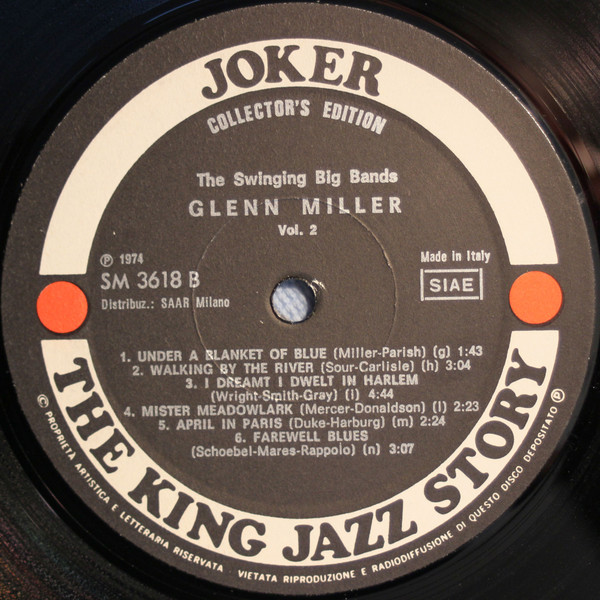 JOKER
COLLECTOR'S EDITION
The Swinging Big Bands
GLENN MILLER
Vol. 2
℗ 1974
SM 3618 B
Distribuz.: SAAR Milano
Made in Italy
SIAE
1. UNDER A BLANKET OF BLUE (Miller-Parish) (g) 1:43
2. WALKING BY THE RIVER (Sour-Carlisle) (h) 3:04
3. I DREAMT I DWELT IN HARLEM
(Wright-Smith-Gray) (i) 4:44
4. MISTER MEADOWLARK (Mercer-Donaldson) (l) 2:23
5. APRIL IN PARIS (Duke-Harburg) (m) 2:24
6. FAREWELL BLUES
(Schoebel-Mares-Rappolo) (n) 3:07
THE KING JAZZ STORY
© PROPRIETA ARTISTICA E LETTERARIA RISERVATA - VIETATA RIPRODUZIONE E RADIODIFFUSIONE DI QUESTO DISCO DEPOSITATO ℗